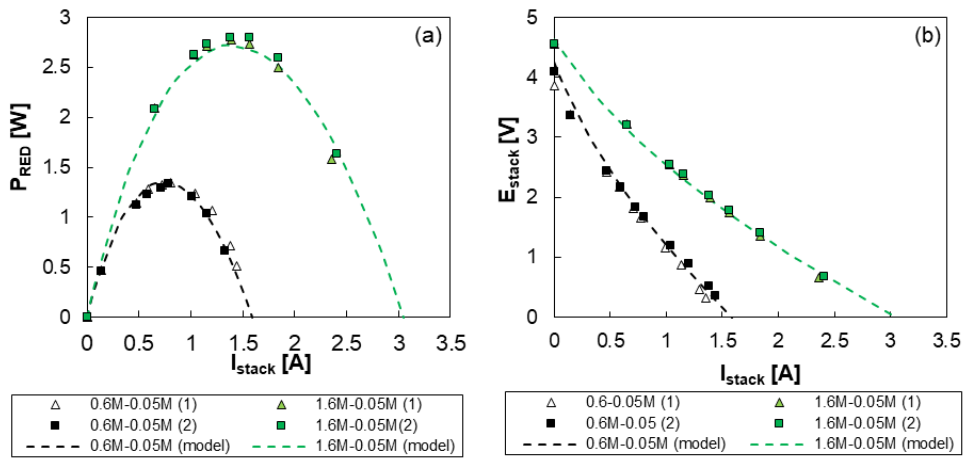 (a)
P_RED [W]
3
2.5
2
1.5
1
0.5
0
0 0.5 1 1.5 2 2.5 3 3.5
I_stack [A]
0.6M-0.05M (1) 1.6M-0.05M (1)
0.6M-0.05M (2) 1.6M-0.05M(2)
0.6M-0.05M (model) 1.6M-0.05M (model)
(b)
E_stack [V]
5
4
3
2
1
0
0 0.5 1 1.5 2 2.5 3 3.5
I_stack [A]
0.6-0.05M (1) 1.6M-0.05M (1)
0.6M-0.05 (2) 1.6M-0.05M (2)
0.6M-0.05M (model) 1.6M-0.05M (model)